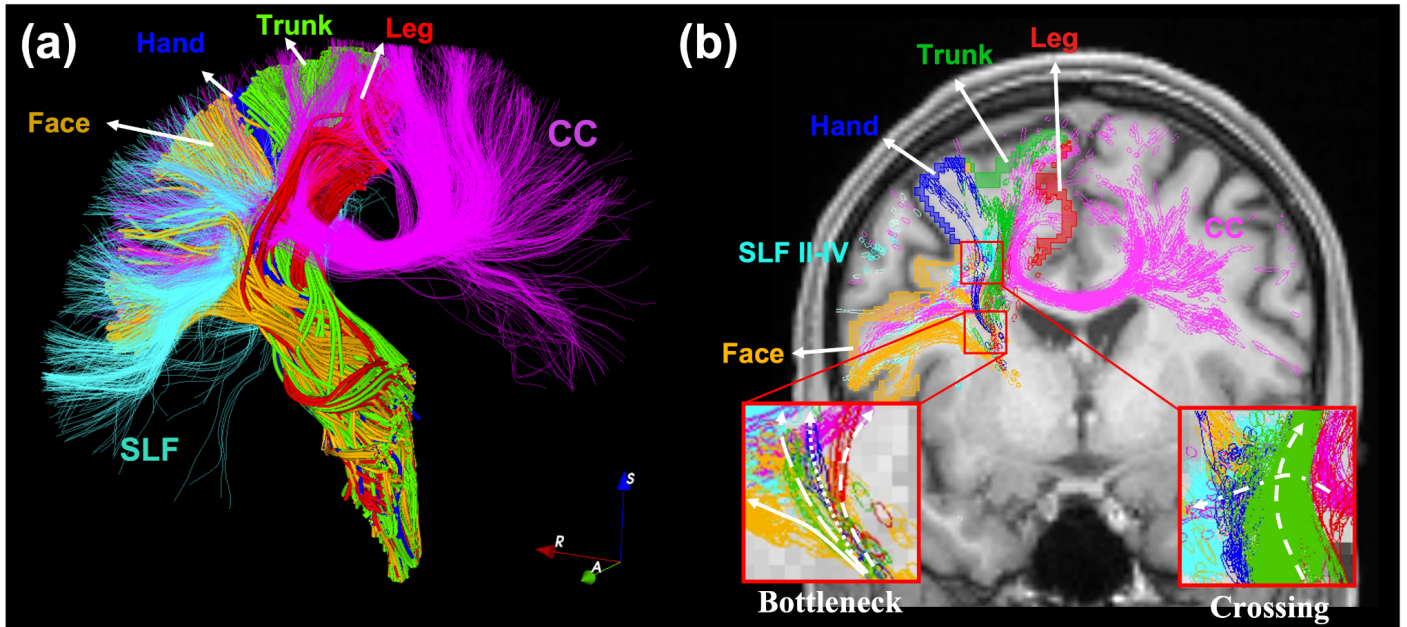 (a)
Trunk
Leg
Hand
Face
CC
SLF
S
R
A
(b)
Leg
Trunk
Hand
SLF II-IV
CC
Face
Bottleneck
Crossing